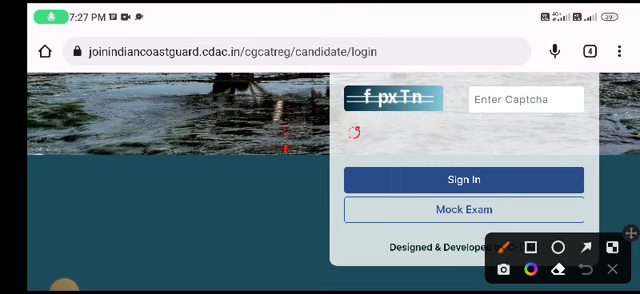 7:27 PM
4G+
joinindiancoastguard.cdac.in/cgcatreg/candidate/login
4
f pxTn
Enter Captcha
Sign In
Mock Exam
Designed & Developed